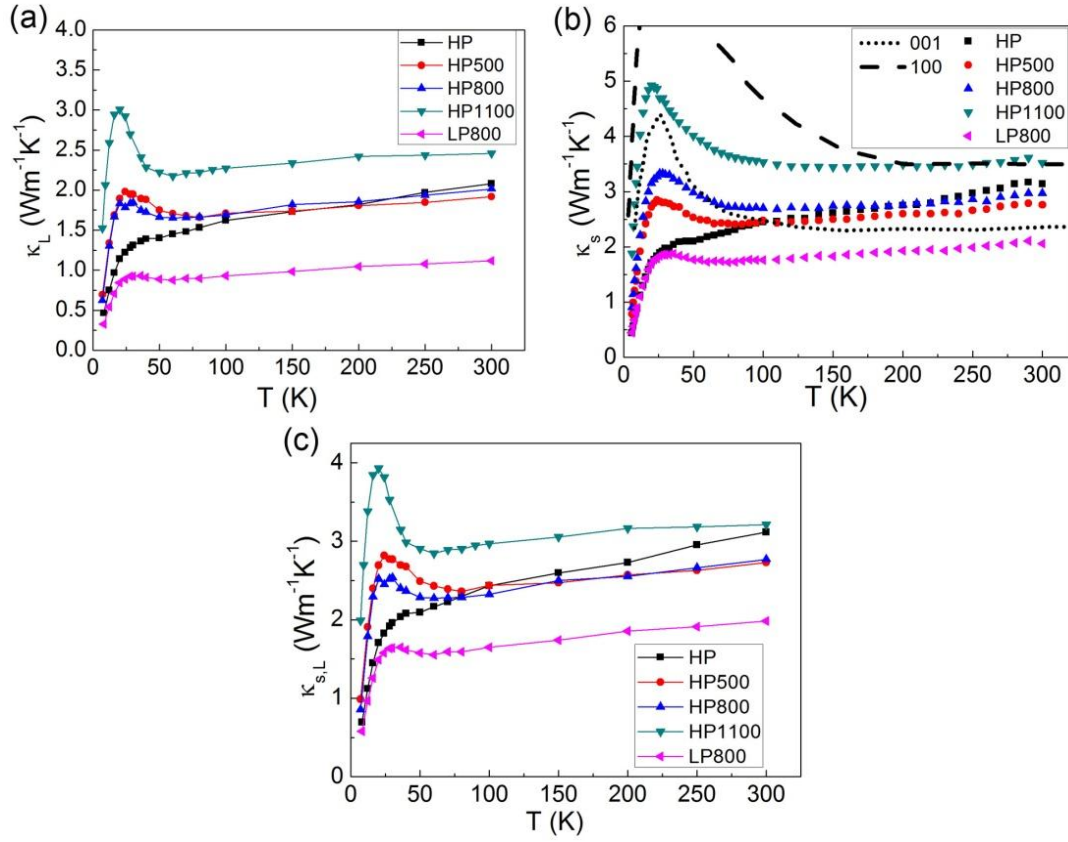 (a)
4.0
3.5
3.0
2.5
2.0
1.5
1.0
0.5
0.0
κL (Wm-1K-1)
HP
HP500
HP800
HP1100
LP800
0 50 100 150 200 250 300
T (K)
(b)
6
5
4
3
2
1
0
κs (Wm-1K-1)
001
100
HP
HP500
HP800
HP1100
LP800
0 50 100 150 200 250 300
T (K)
(c)
4
3
2
1
0
κs,L (Wm-1K-1)
HP
HP500
HP800
HP1100
LP800
0 50 100 150 200 250 300
T (K)